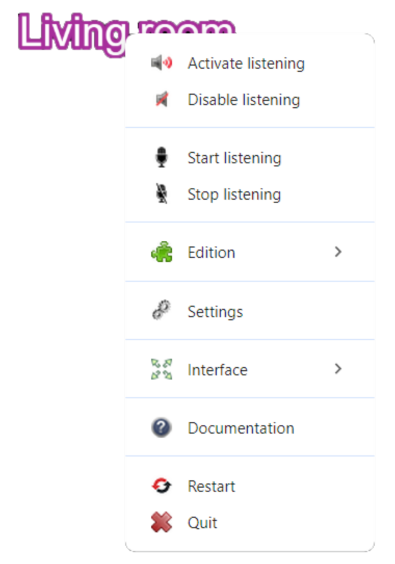 Living room
Activate listening
Disable listening
Start listening
Stop listening
Edition
Settings
Interface
Documentation
Restart
Quit